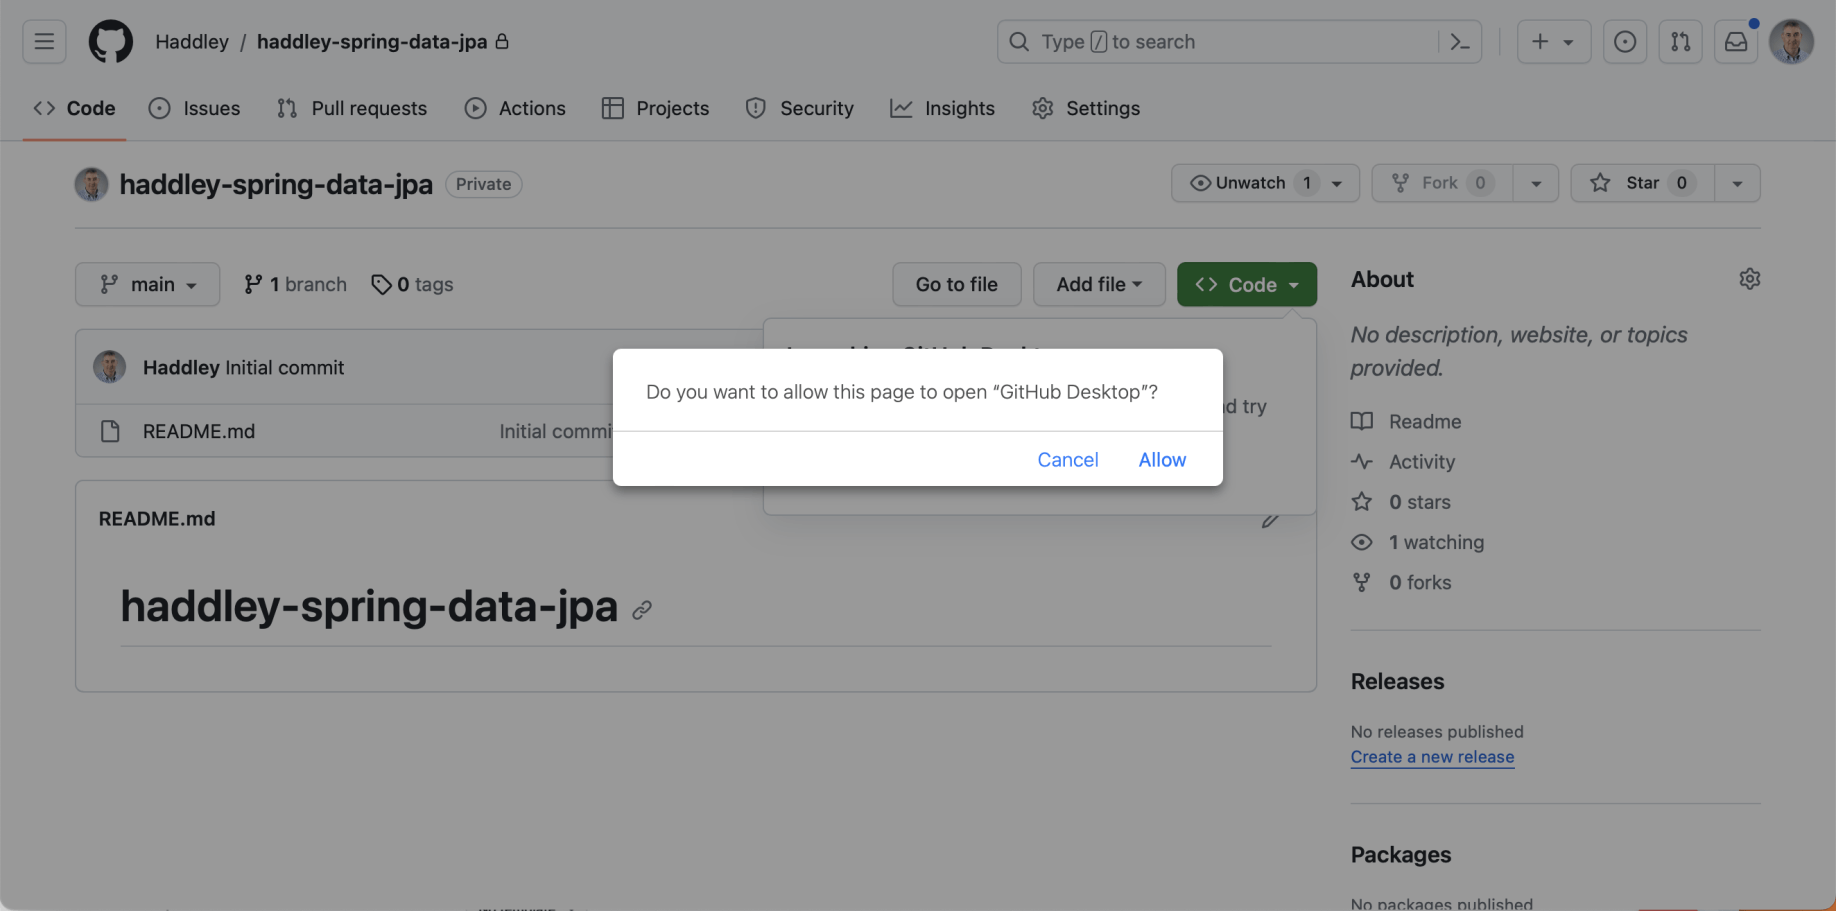 Haddley / haddley-spring-data-jpa
Type / to search
Code Issues Pull requests Actions Projects Security Insights Settings
haddley-spring-data-jpa Private
Unwatch 1 Fork 0 Star 0
main 1 branch 0 tags
Go to file Add file Code
Haddley Initial commit
README.md Initial commi
Do you want to allow this page to open “GitHub Desktop”?
Cancel Allow
try
README.md
haddley-spring-data-jpa
About
No description, website, or topics
provided.
Readme
Activity
0 stars
1 watching
0 forks
Releases
No releases published
Create a new release
Packages
No packages published